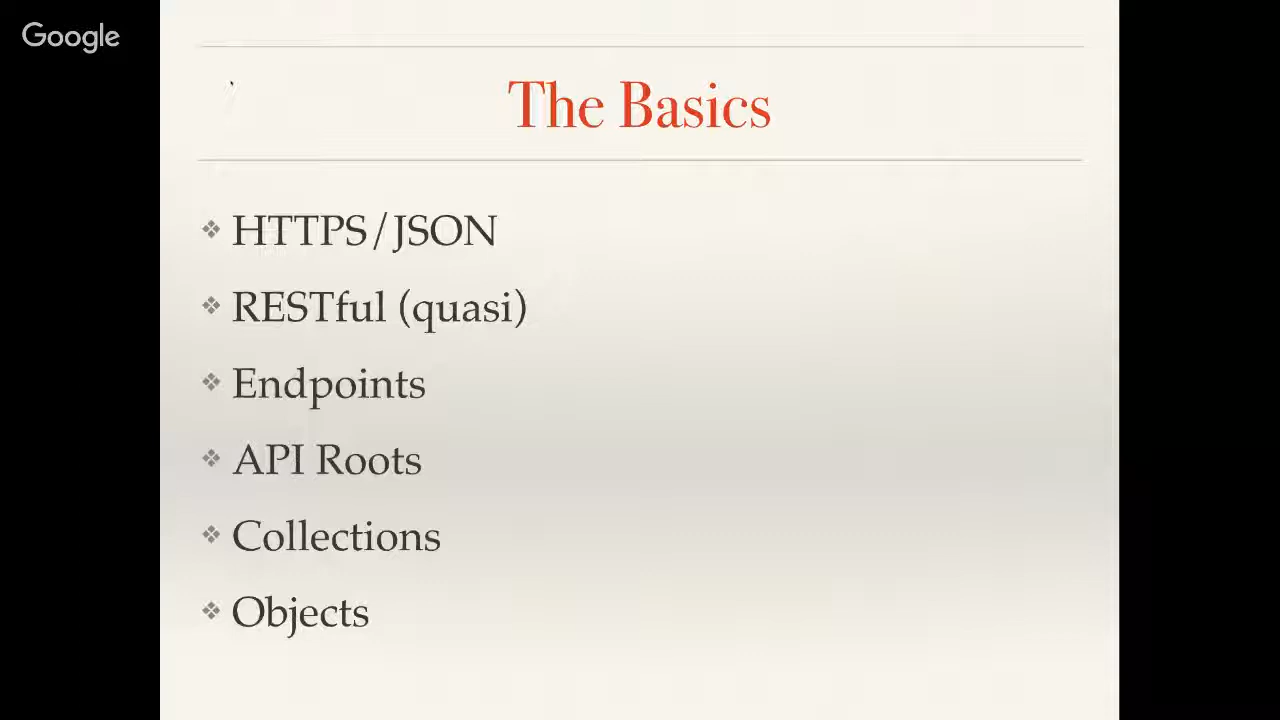 Google
The Basics
❖ HTTPS/JSON
❖ RESTful (quasi)
❖ Endpoints
❖ API Roots
❖ Collections
❖ Objects